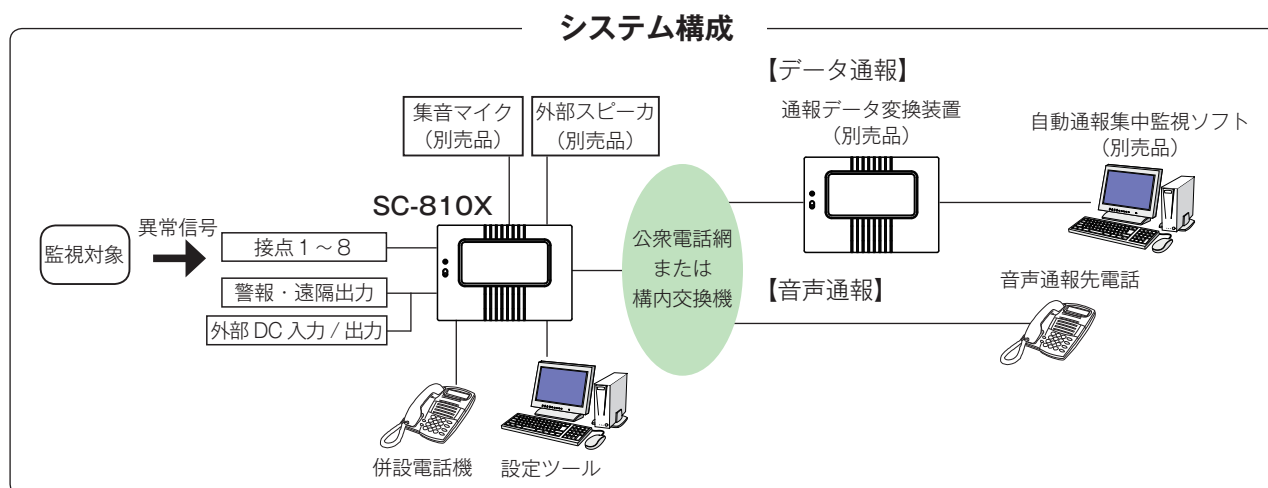 システム構成
【データ通報】
集音マイク
(別売品)
外部スピーカ
(別売品)
通報データ変換装置
(別売品)
自動通報集中監視ソフト
(別売品)
SC-810X
監視対象
異常信号
接点1～8
警報・遠隔出力
外部 DC 入力 / 出力
公衆電話網
または
構内交換機
【音声通報】
音声通報先電話
併設電話機
設定ツール